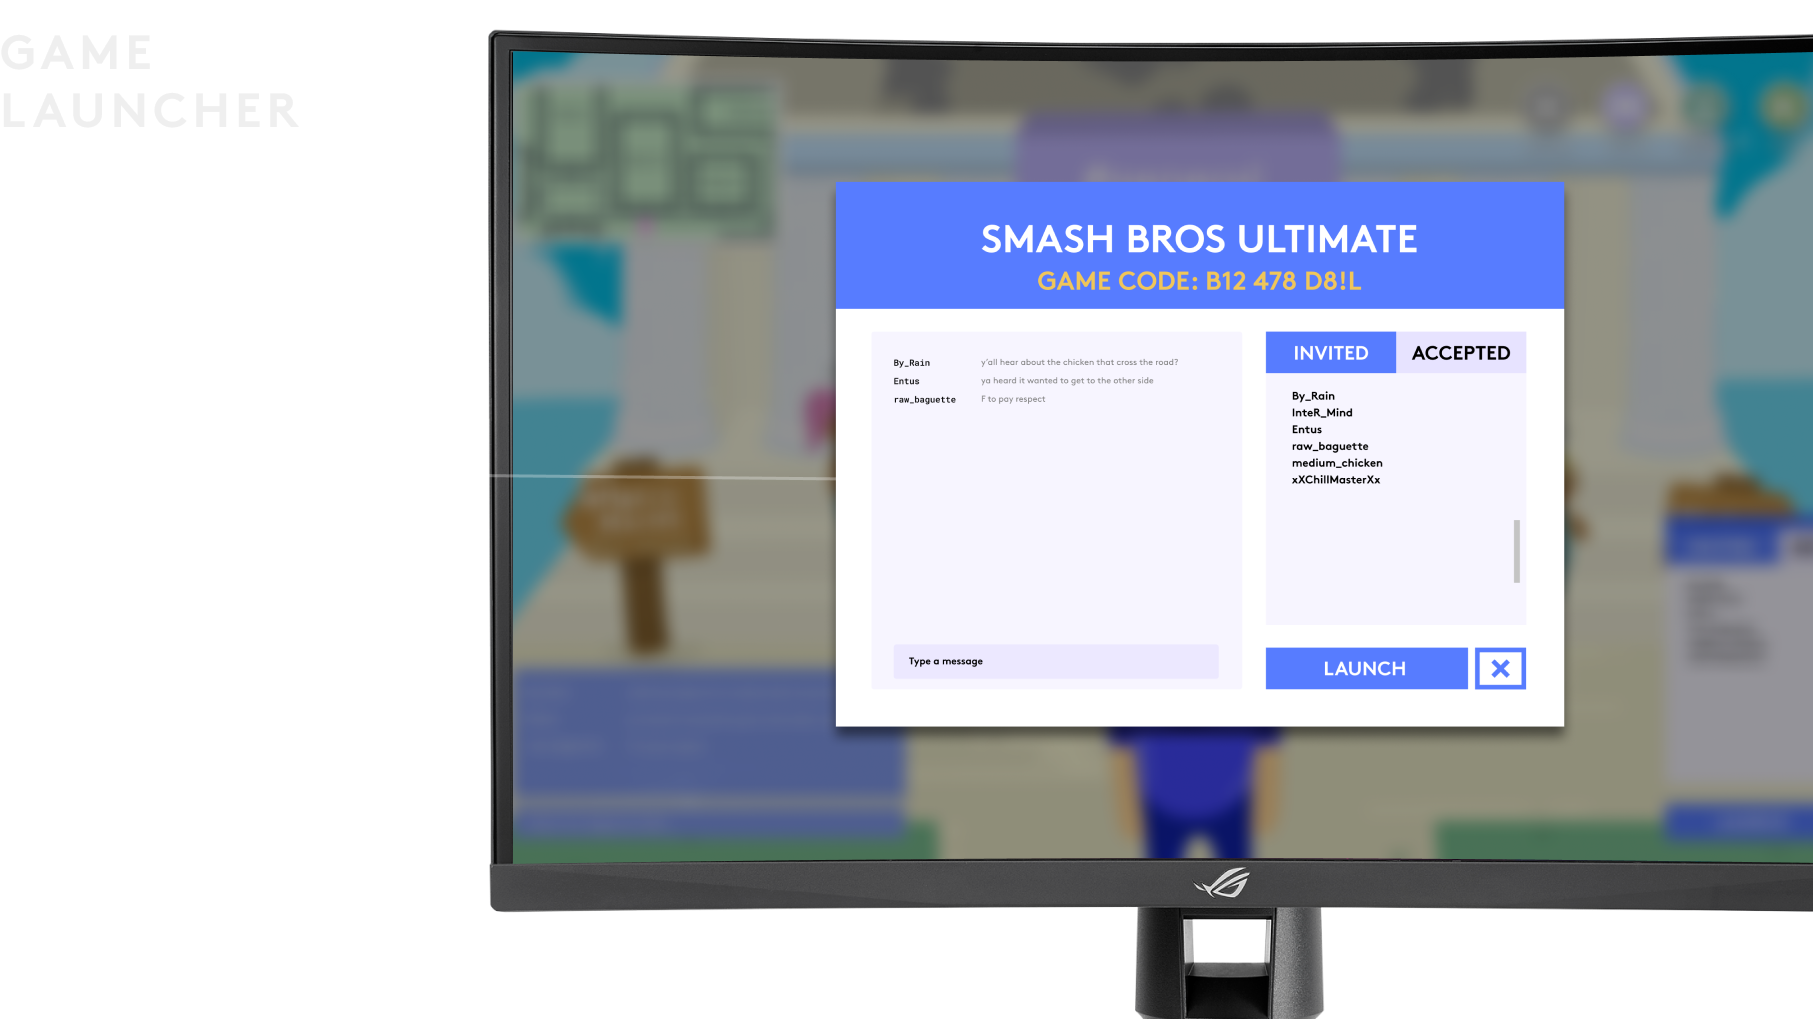 GAME
LAUNCHER
SMASH BROS ULTIMATE
GAME CODE: B12 478 D8!L
By_Rain y'all hear about the chicken that cross the road?
Entus ya heard it wanted to get to the other side
raw_baguette F to pay respect
Type a message
INVITED ACCEPTED
By_Rain
InteR_Mind
Entus
raw_baguette
medium_chicken
xXChillMasterXx
LAUNCH